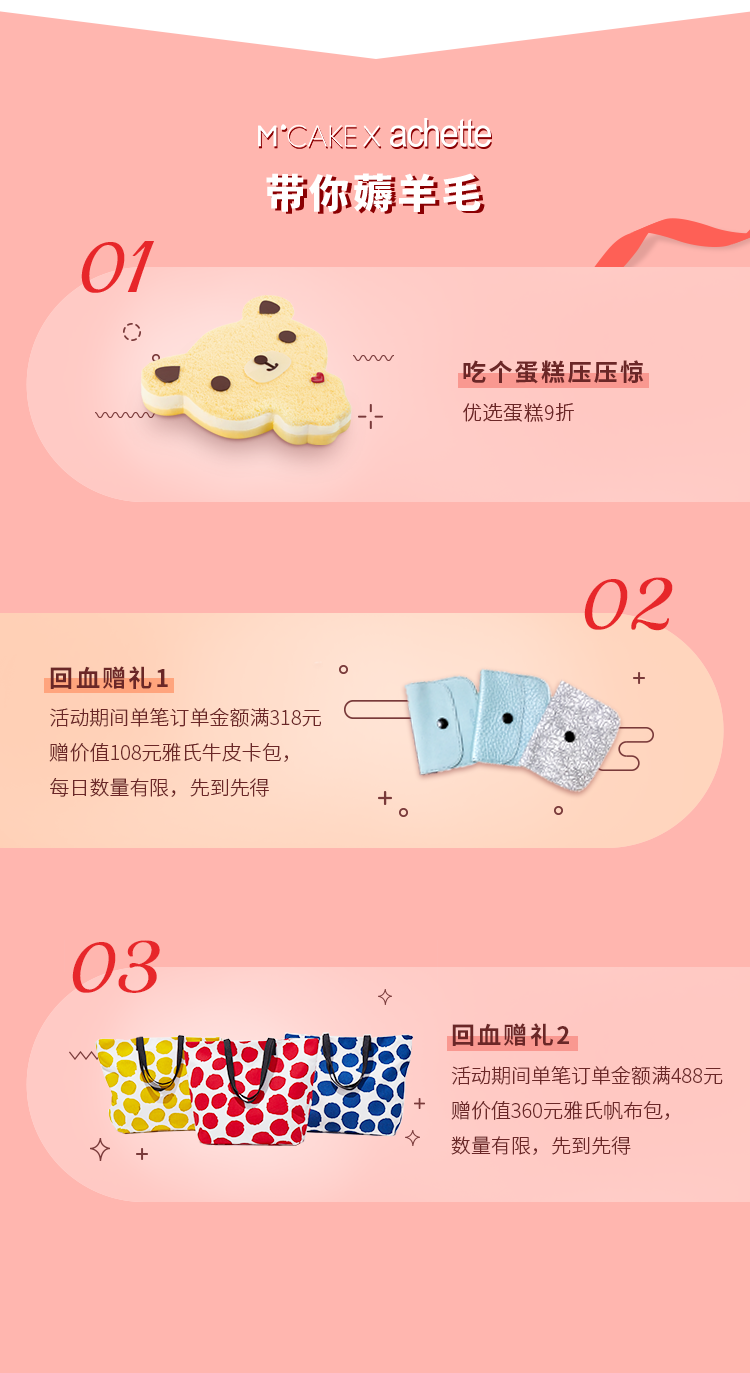 M'CAKE X achette
带你薅羊毛
01
吃个蛋糕压压惊
优选蛋糕9折
02
回血赠礼1
活动期间单笔订单金额满318元
赠价值108元雅氏牛皮卡包，
每日数量有限，先到先得
03
回血赠礼2
活动期间单笔订单金额满488元
赠价值360元雅氏帆布包，
数量有限，先到先得